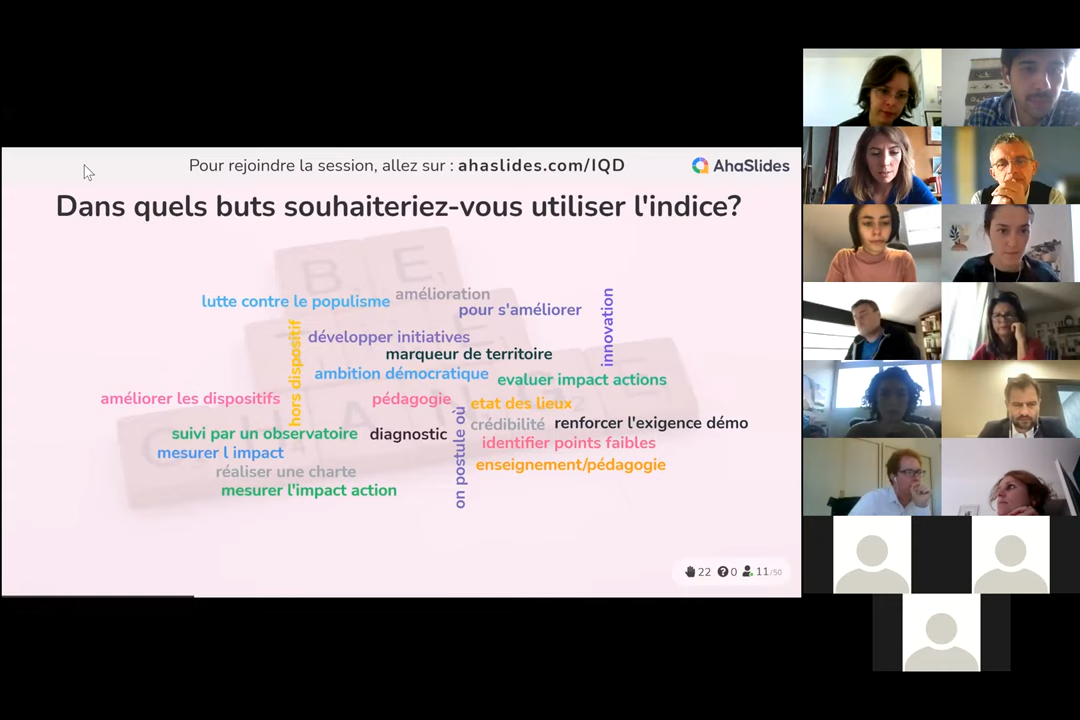 Pour rejoindre la session, allez sur : ahaslides.com/IQD
AhaSlides
Dans quels buts souhaiteriez-vous utiliser l'indice?
BE
CHANGE
lutte contre le populisme
amélioration
pour s'améliorer
innovation
hors dispositif
développer initiatives
marqueur de territoire
ambition démocratique
evaluer impact actions
améliorer les dispositifs
pédagogie
etat des lieux
on postule où
crédibilité
renforcer l'exigence démo
suivi par un observatoire
diagnostic
identifier points faibles
mesurer l impact
enseignement/pédagogie
réaliser une charte
mesurer l'impact action
22
0
11/50